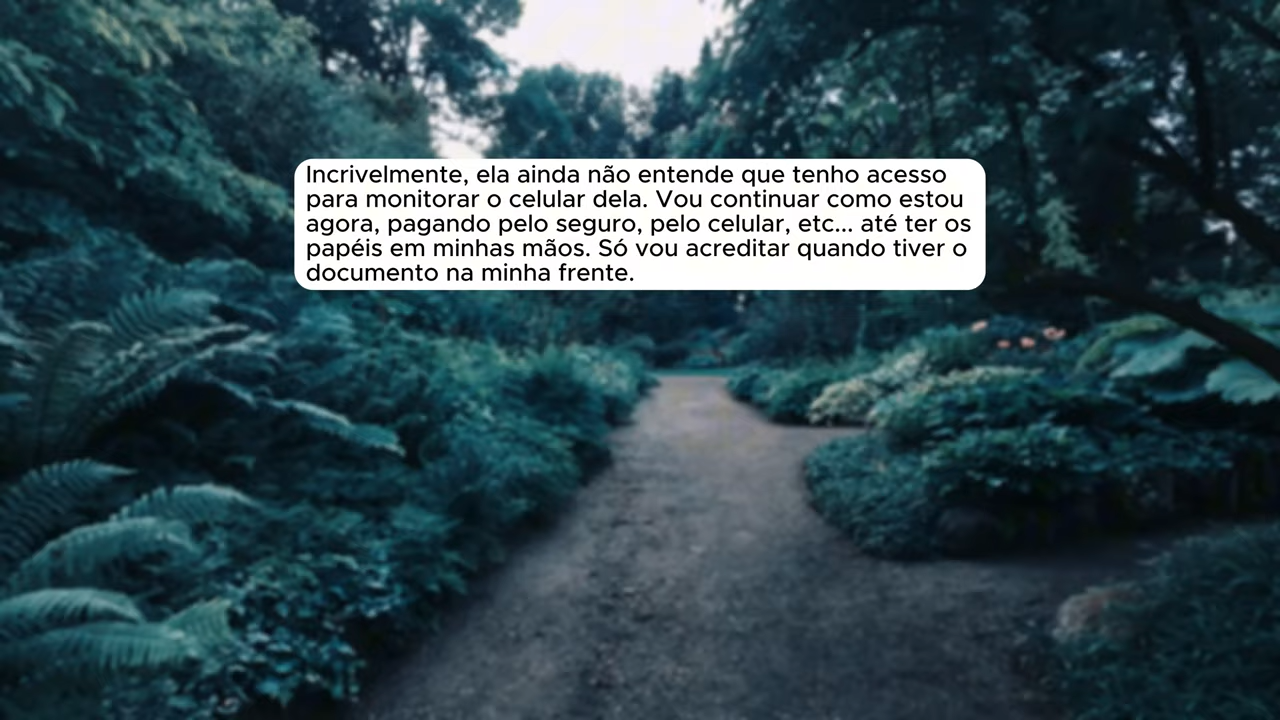 Incrivelmente, ela ainda não entende que tenho acesso
para monitorar o celular dela. Vou continuar como estou
agora, pagando pelo seguro, pelo celular, etc... até ter os
papéis em minhas mãos. Só vou acreditar quando tiver o
documento na minha frente.